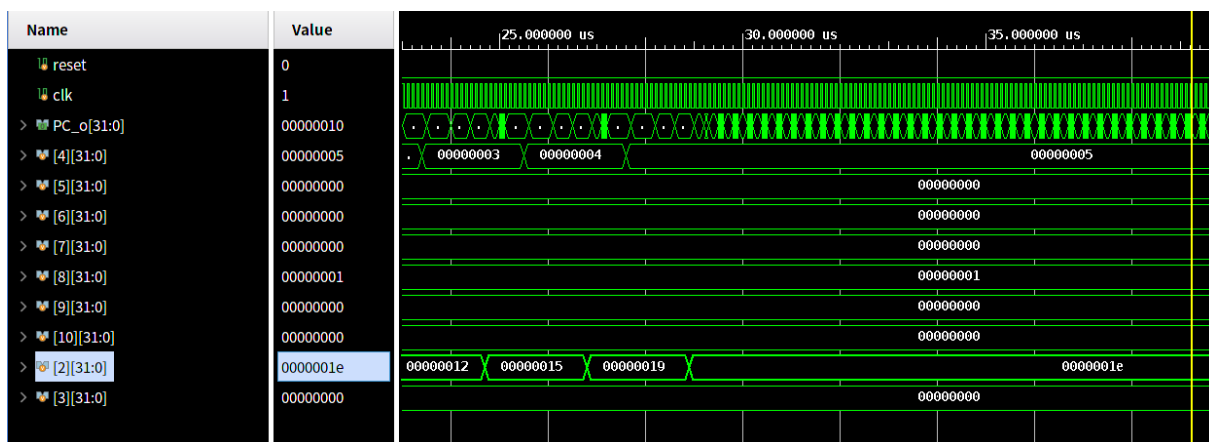 Name Value 25.000000 us 30.000000 us 35.000000 us
reset 0
clk 1
PC_o[31:0] 00000010
[4][31:0] 00000005 00000003 00000004 00000005
[5][31:0] 00000000 00000000
[6][31:0] 00000000 00000000
[7][31:0] 00000000 00000000
[8][31:0] 00000001 00000001
[9][31:0] 00000000 00000000
[10][31:0] 00000000 00000000
[2][31:0] 0000001e 00000012 00000015 00000019 0000001e
[3][31:0] 00000000 00000000